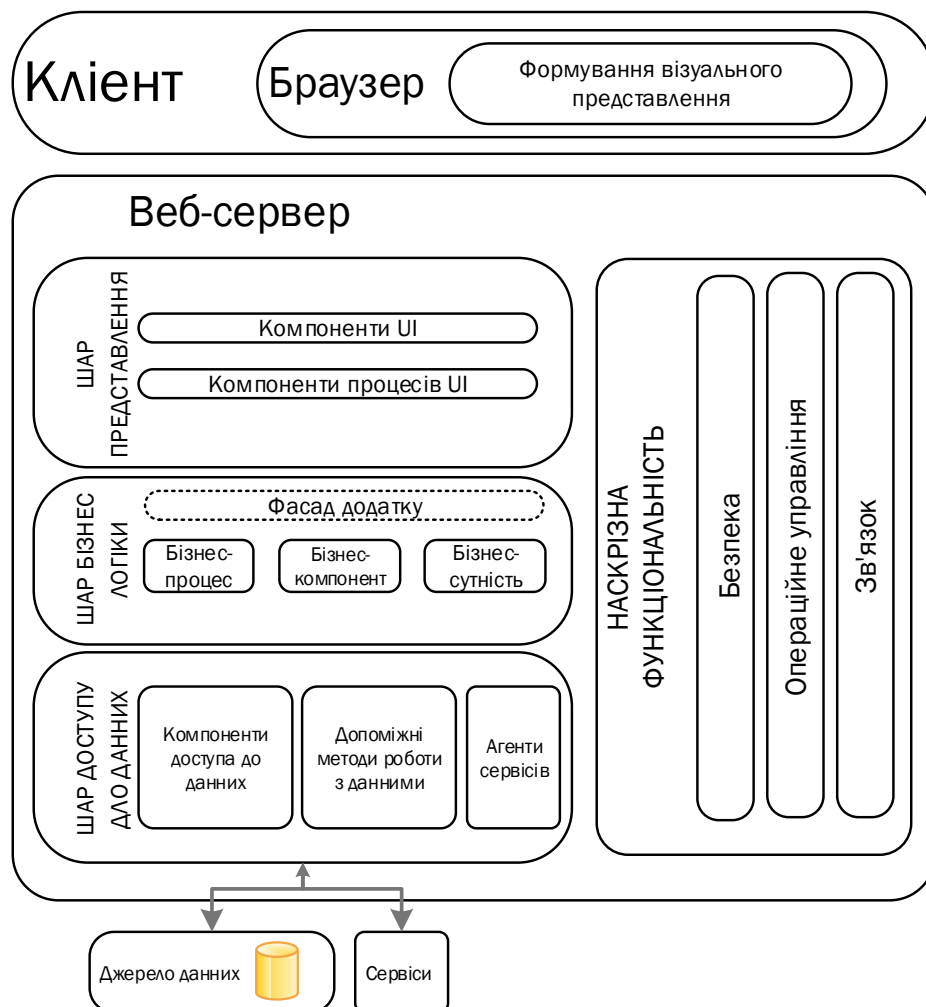 Клієнт
Браузер
Формування візуального
представлення
Веб-сервер
ШАР
ПРЕДСТАВЛЕННЯ
Компоненти UI
Компоненти процесів UI
ШАР БІЗНЕС
ЛОГІКИ
Фасад додатку
Бізнес-
процес
Бізнес-
компонент
Бізнес-
сутність
ШАР ДОСТУПУ
ДЛО ДАННИХ
Компоненти
доступа до
данних
Допоміжні
методи роботи
з данними
Агенти
сервісів
НАСКРІЗНА
ФУНКЦІОНАЛЬНІСТЬ
Безпека
Операційне управління
Зв'язок
Джерело данних
Сервіси